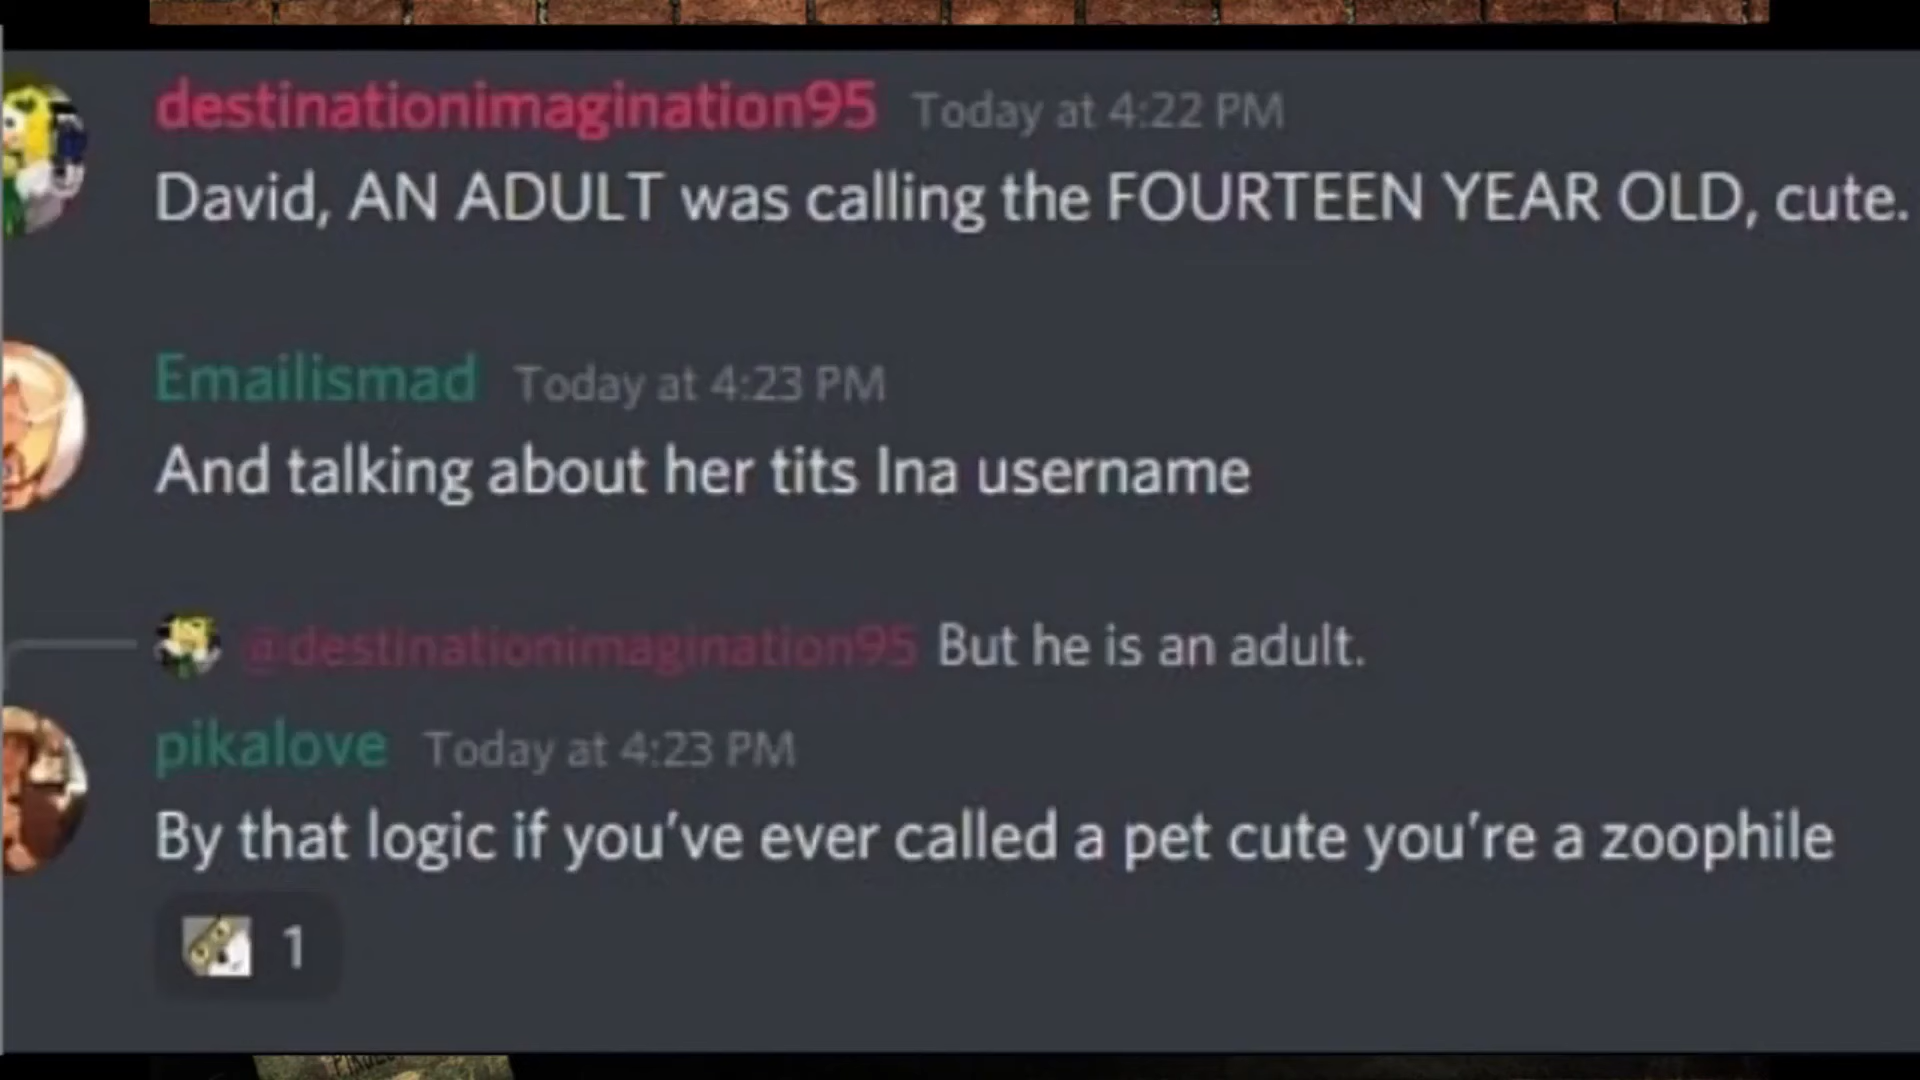 destinationimagination95 Today at 4:22 PM
David, AN ADULT was calling the FOURTEEN YEAR OLD, cute.
Emailismad Today at 4:23 PM
And talking about her tits Ina username
@destinationimagination95 But he is an adult.
pikalove Today at 4:23 PM
By that logic if you've ever called a pet cute you're a zoophile
1